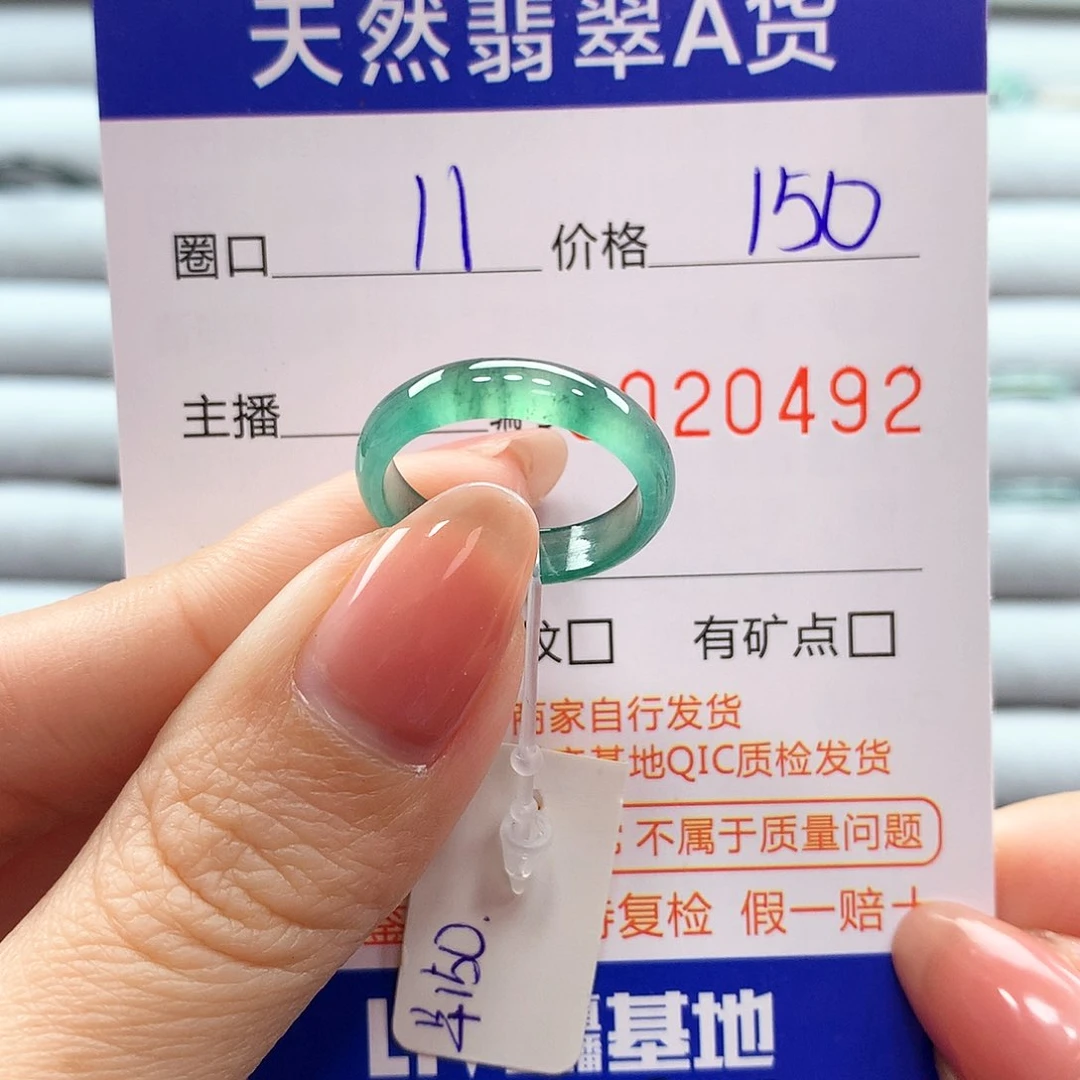 天然翡翠A货
圈口 11 价格 150
主播 020492
纹□ 有矿点□
商家自行发货
基地QIC质检发货
不属于质量问题
复检 假一赔十
¥150.
基地